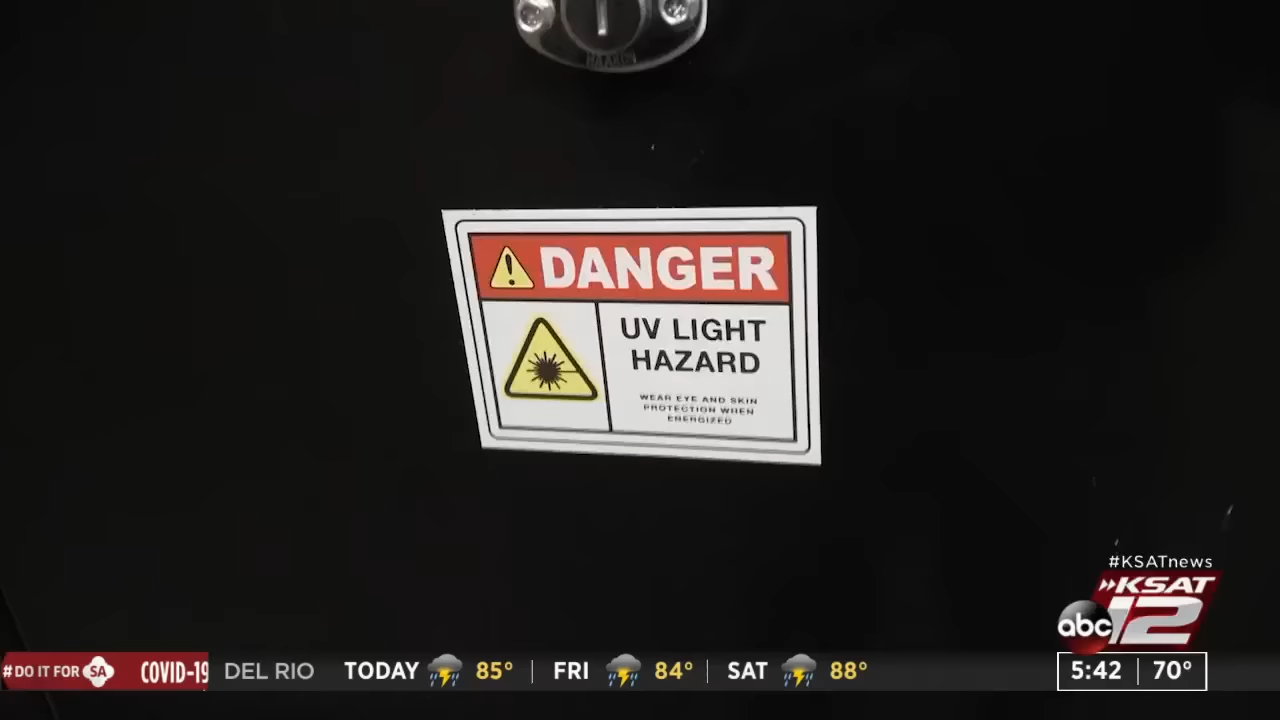 DANGER
UV LIGHT
HAZARD
WEAR EYE AND SKIN
PROTECTION WHEN
ENERGIZED
#KSATnews
KSAT
abc 12
#DO IT FOR SA COVID-19 DEL RIO TODAY 85° FRI 84° SAT 88° 5:42 70°